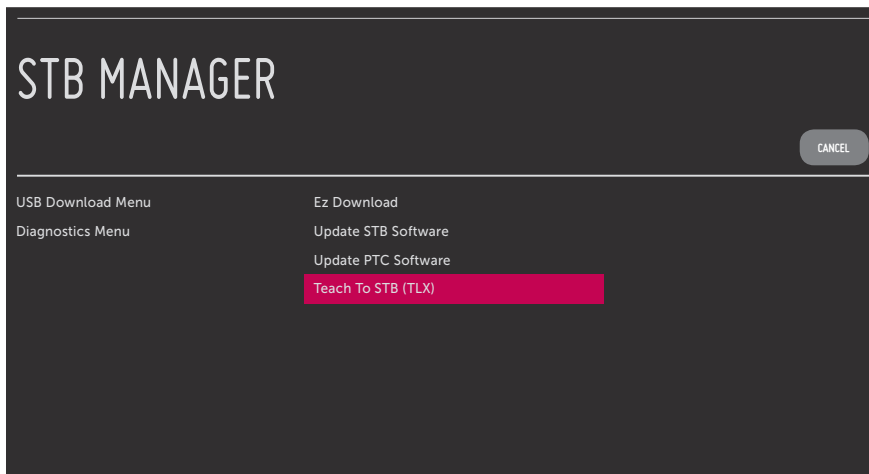 STB MANAGER
CANCEL
USB Download Menu
Diagnostics Menu
Ez Download
Update STB Software
Update PTC Software
Teach To STB (TLX)